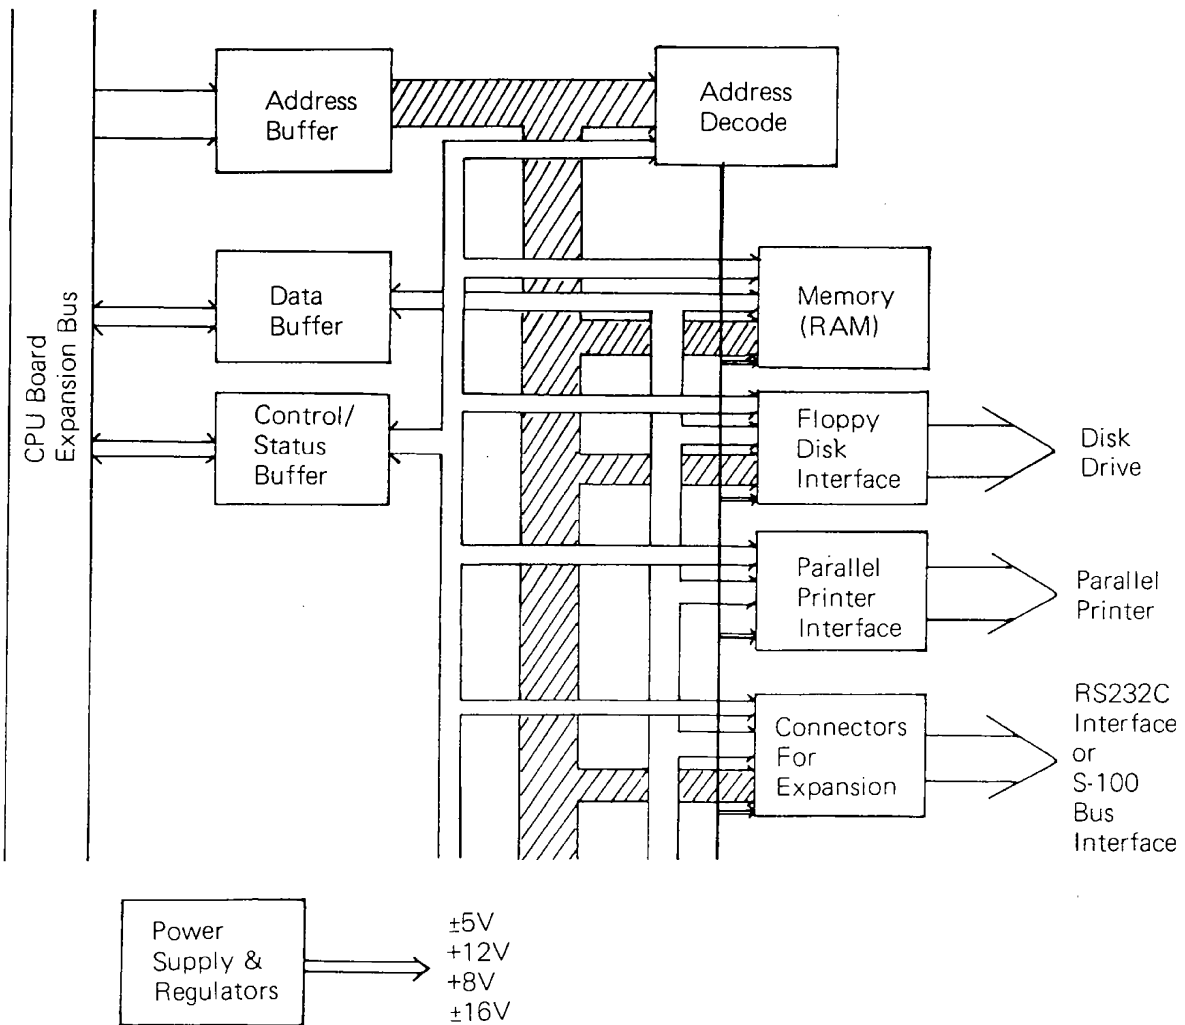 CPU Board
Expansion Bus
Address
Buffer
Address
Decode
Data
Buffer
Memory
(RAM)
Control/
Status
Buffer
Floppy
Disk
Interface
Disk
Drive
Parallel
Printer
Interface
Parallel
Printer
Connectors
For
Expansion
RS232C
Interface
or
S-100
Bus
Interface
Power
Supply &
Regulators
±5V
+12V
+8V
±16V